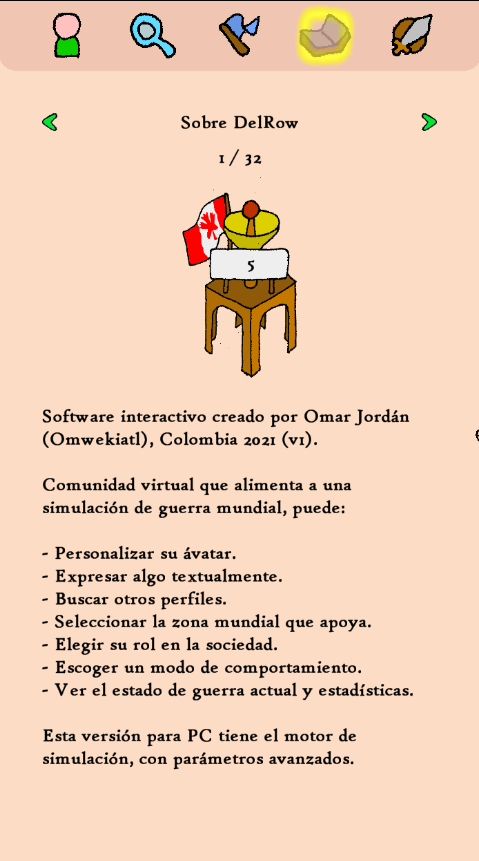 Sobre DelRow
1 / 32
5
Software interactivo creado por Omar Jordán
(Omwekiatl), Colombia 2021 (v1).
Comunidad virtual que alimenta a una
simulación de guerra mundial, puede:
- Personalizar su ávatar.
- Expresar algo textualmente.
- Buscar otros perfiles.
- Seleccionar la zona mundial que apoya.
- Elegir su rol en la sociedad.
- Escoger un modo de comportamiento.
- Ver el estado de guerra actual y estadísticas.
Esta versión para PC tiene el motor de
simulación, con parámetros avanzados.